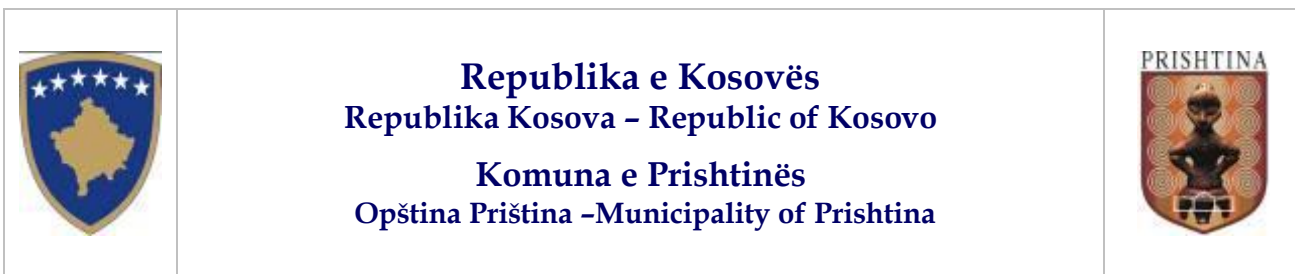 Republika e Kosovës
Republika Kosova – Republic of Kosovo
Komuna e Prishtinës
Opština Priština –Municipality of Prishtina
PRISHTINA